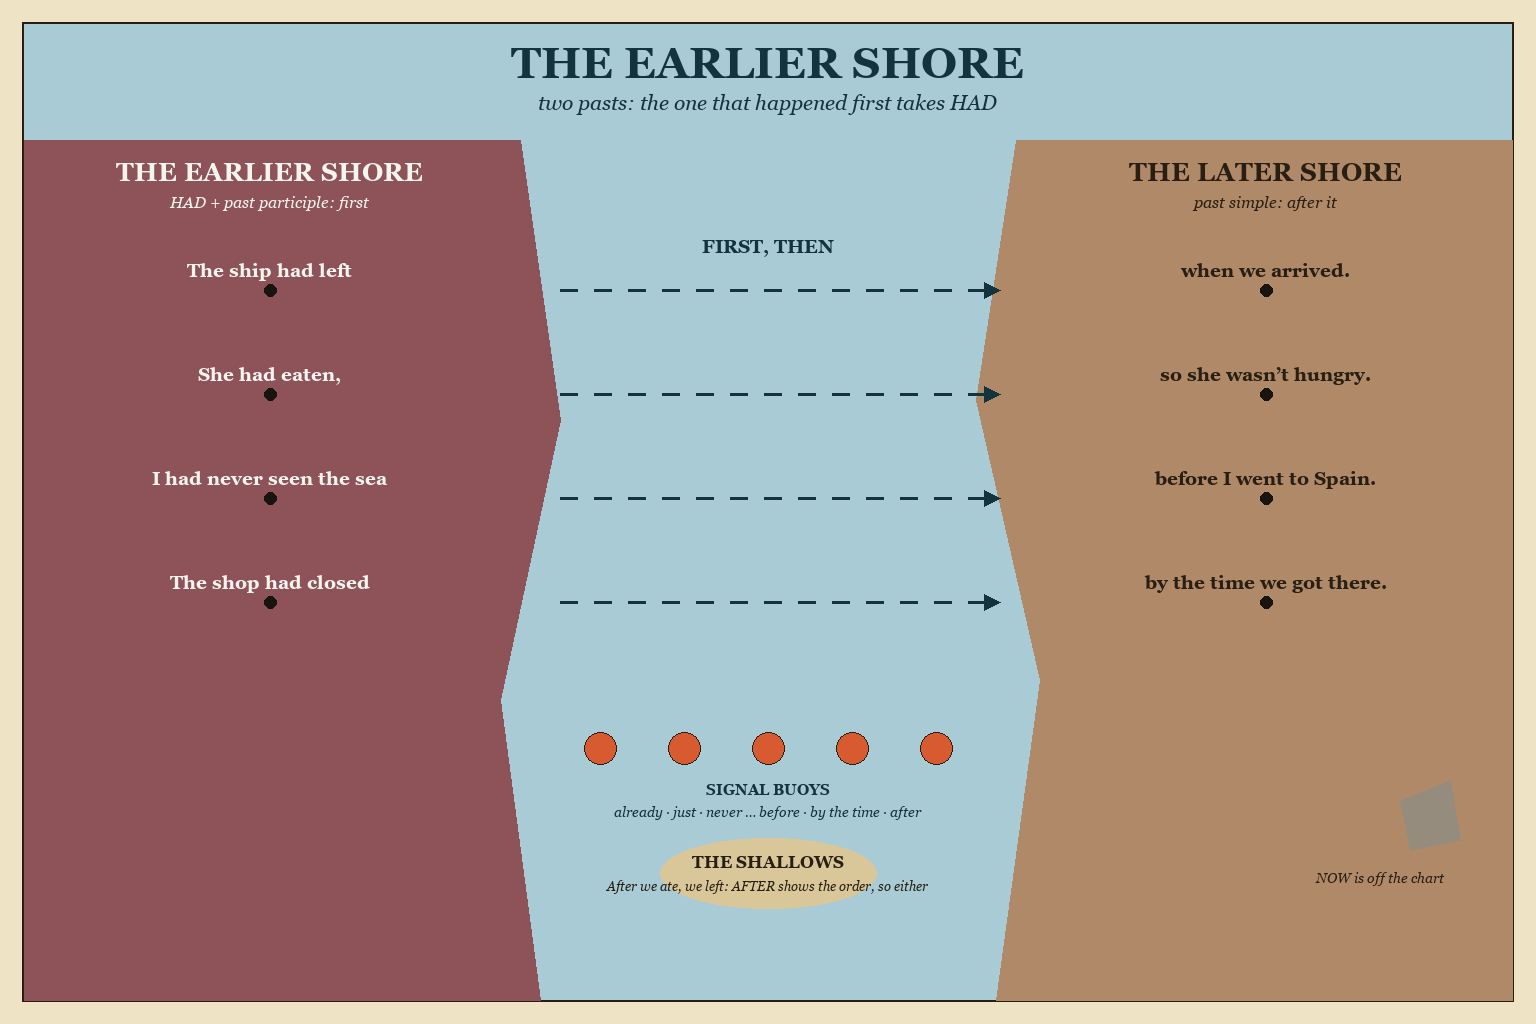 THE EARLIER SHORE
two pasts: the one that happened first takes HAD
THE EARLIER SHORE
HAD + past participle: first
The ship had left
She had eaten,
I had never seen the sea
The shop had closed
FIRST, THEN
THE LATER SHORE
past simple: after it
when we arrived.
so she wasn’t hungry.
before I went to Spain.
by the time we got there.
SIGNAL BUOYS
already · just · never ... before · by the time · after
THE SHALLOWS
After we ate, we left: AFTER shows the order, so either
NOW is off the chart